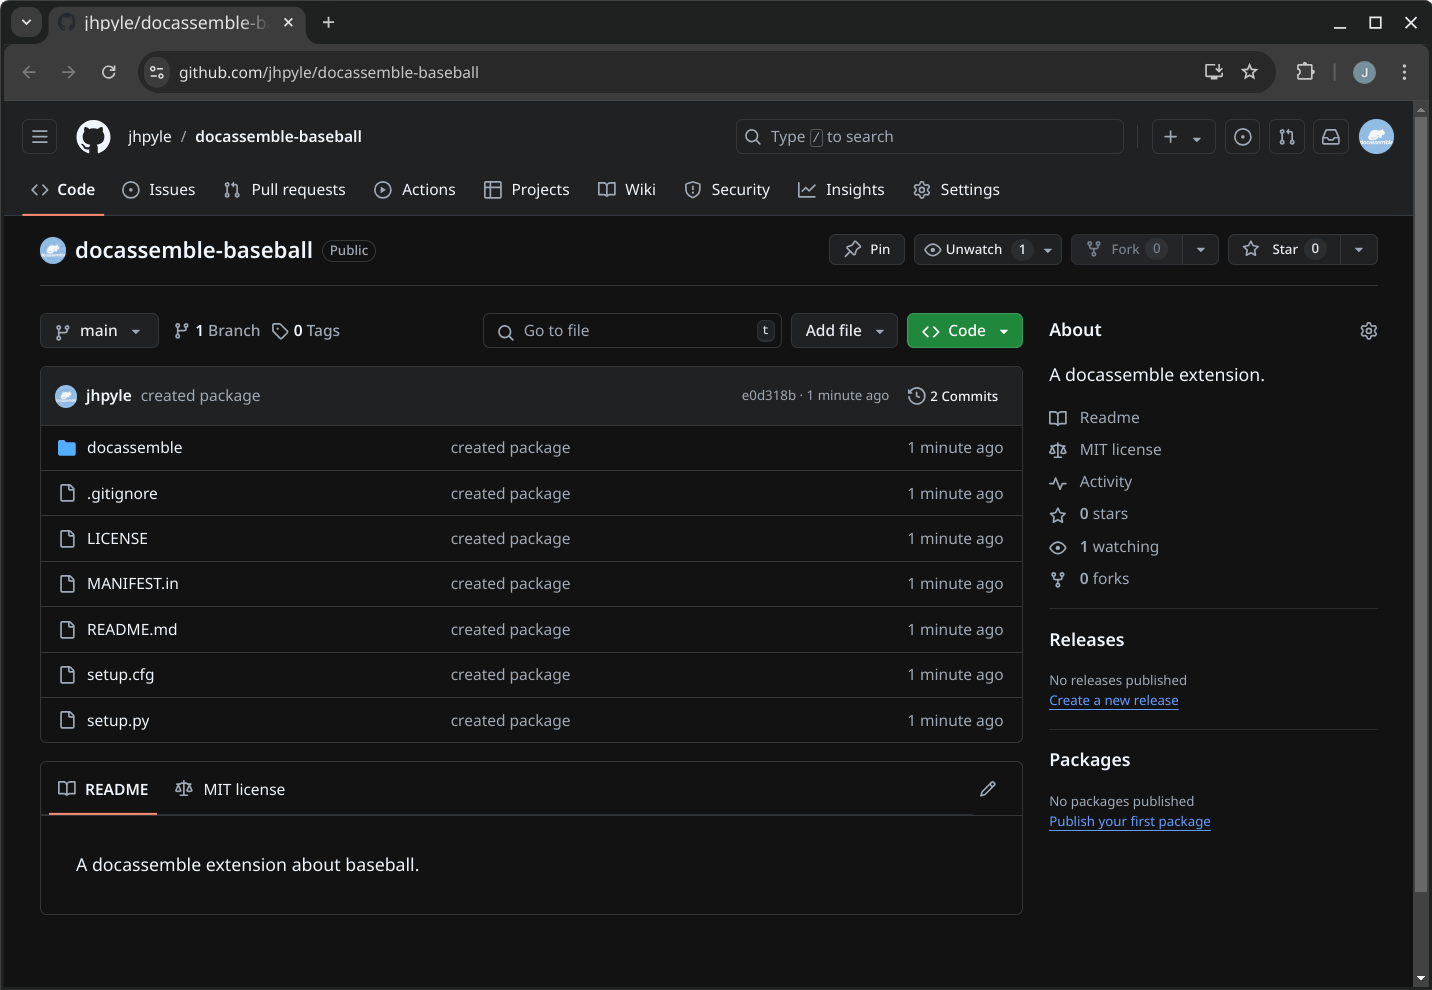 jhpyle/docassemble-b
github.com/jhpyle/docassemble-baseball
J
jhpyle / docassemble-baseball
Type / to search
Code Issues Pull requests Actions Projects Wiki Security Insights Settings
docassemble-baseball Public
Pin Unwatch 1 Fork 0 Star 0
main 1 Branch 0 Tags
Go to file t Add file Code
jhpyle created package e0d318b · 1 minute ago 2 Commits
docassemble created package 1 minute ago
.gitignore created package 1 minute ago
LICENSE created package 1 minute ago
MANIFEST.in created package 1 minute ago
README.md created package 1 minute ago
setup.cfg created package 1 minute ago
setup.py created package 1 minute ago
README MIT license
A docassemble extension about baseball.
About
A docassemble extension.
Readme
MIT license
Activity
0 stars
1 watching
0 forks
Releases
No releases published
Create a new release
Packages
No packages published
Publish your first package